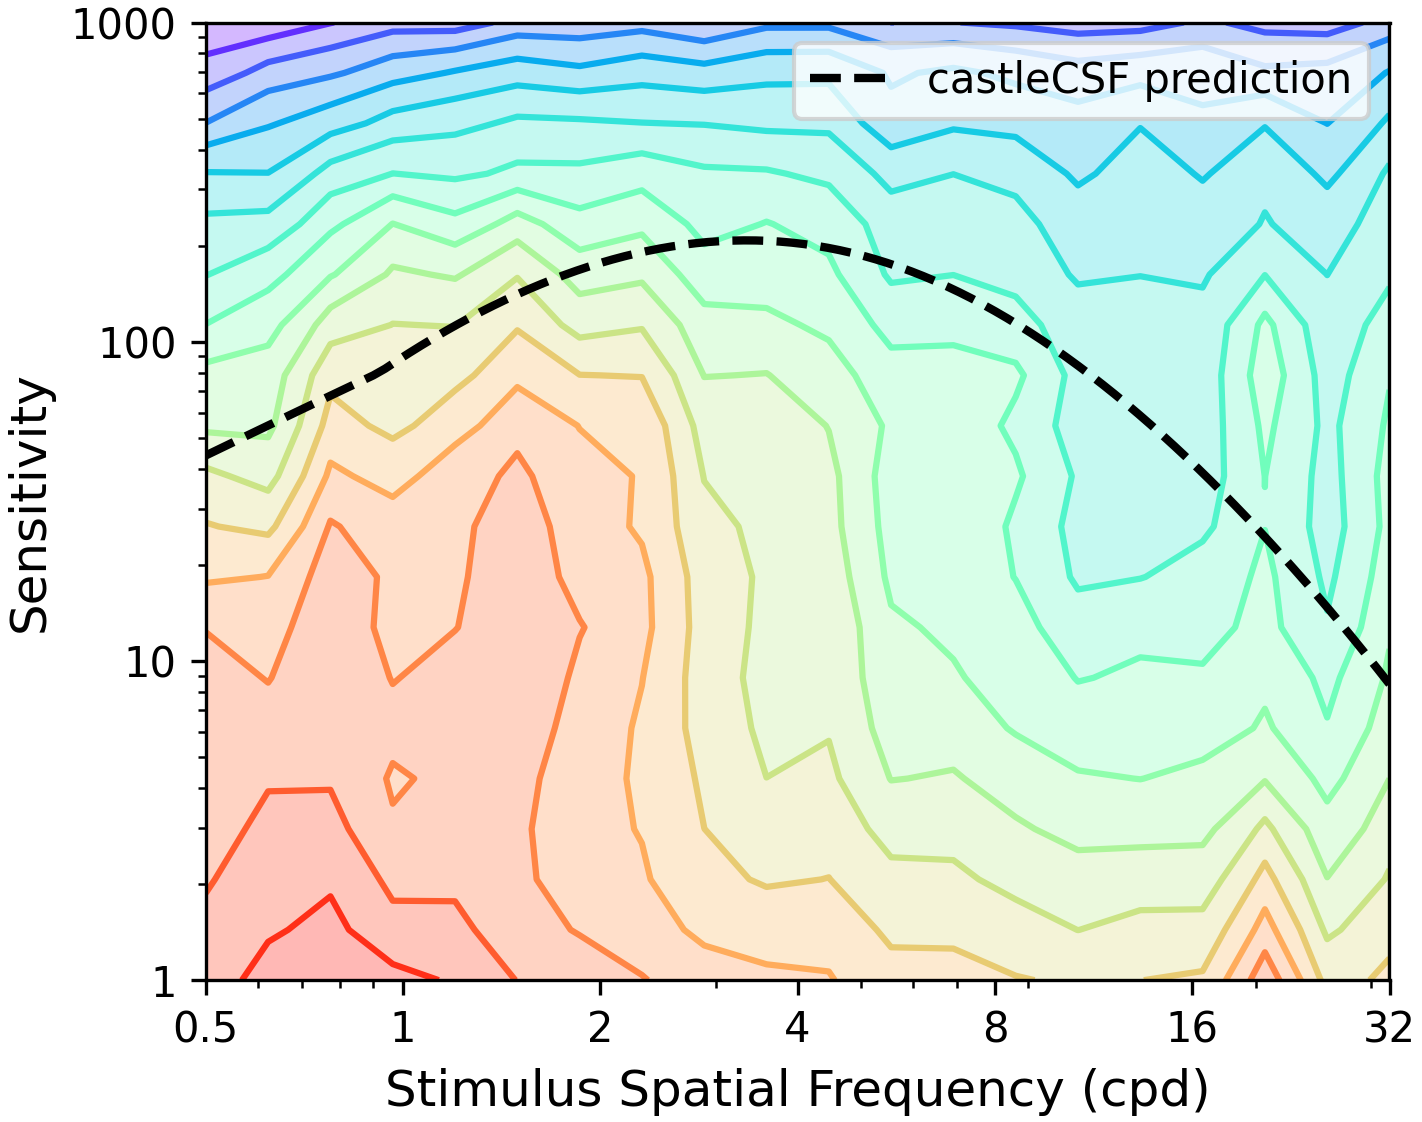 1000
100
10
1
Sensitivity
castleCSF prediction
0.5 1 2 4 8 16 32
Stimulus Spatial Frequency (cpd)